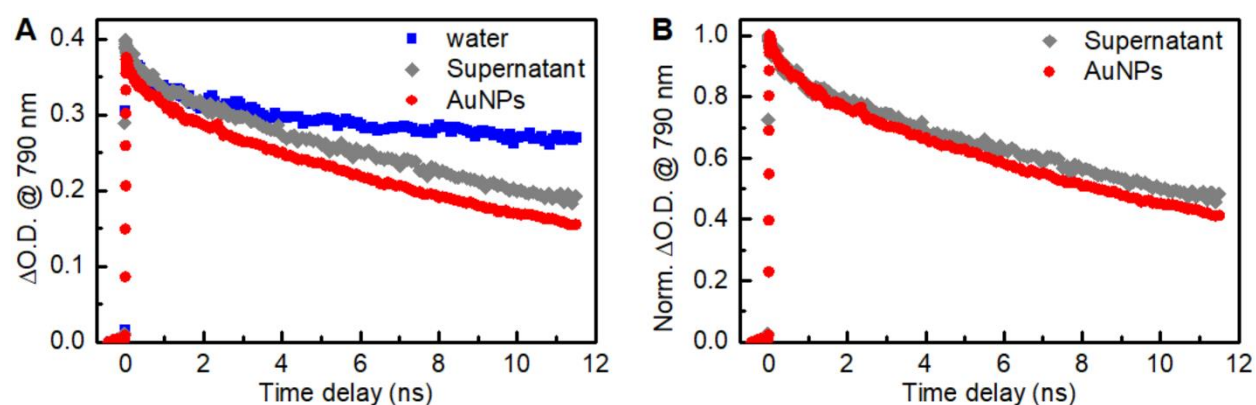 A
water
Supernatant
AuNPs
0.4
0.3
0.2
0.1
0.0
ΔO.D. @ 790 nm
0 2 4 6 8 10 12
Time delay (ns)
B
Supernatant
AuNPs
1.0
0.8
0.6
0.4
0.2
0.0
Norm. ΔO.D. @ 790 nm
0 2 4 6 8 10 12
Time delay (ns)